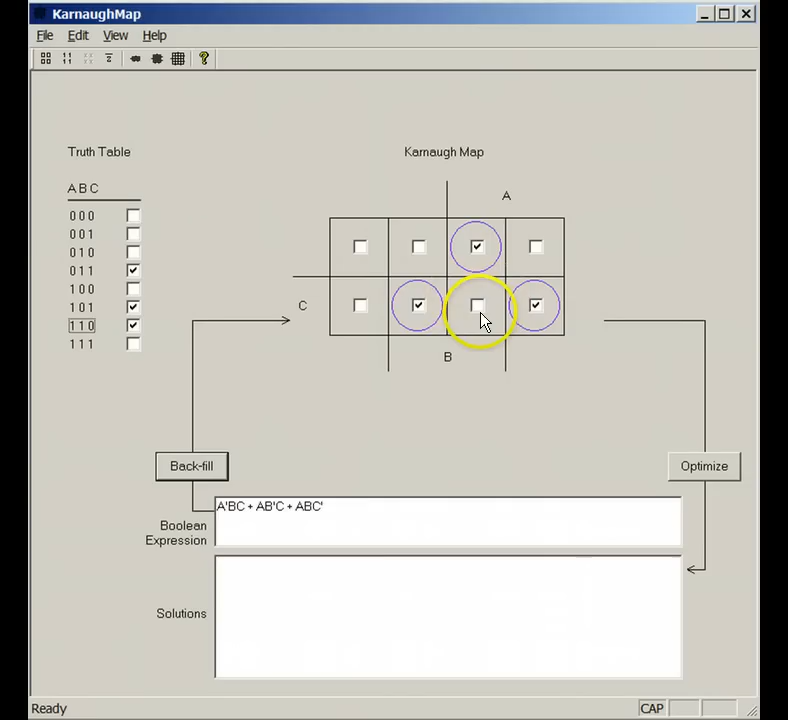 KarnaughMap
File Edit View Help
Truth Table
Karnaugh Map
A B C
A
0 0 0
0 0 1
0 1 0
0 1 1
1 0 0
1 0 1
C
1 1 0
1 1 1
B
Back-fill
Optimize
A'BC + AB'C + ABC'
Boolean
Expression
Solutions
Ready
CAP